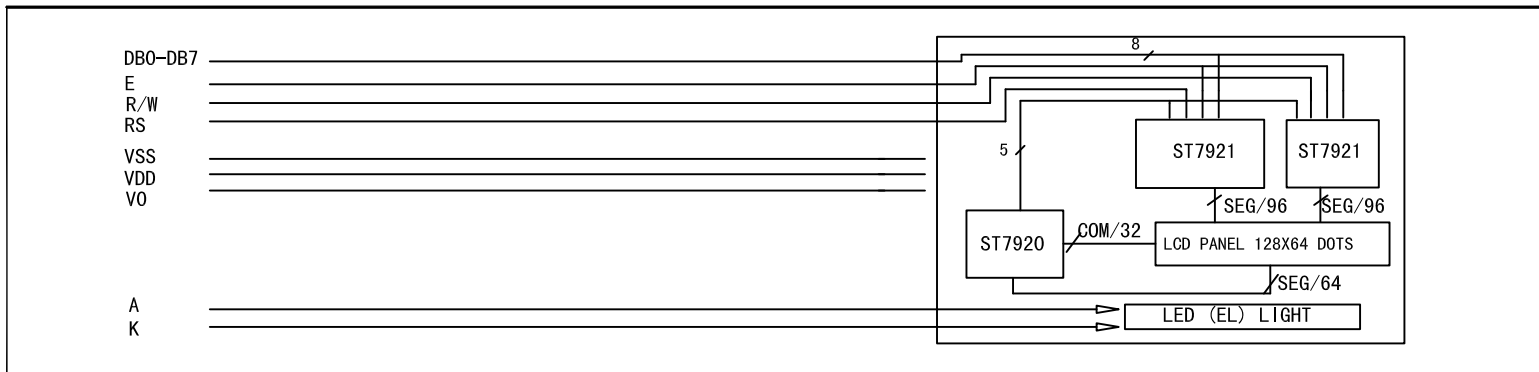 DB0-DB7
E
R/W
RS
VSS
VDD
V0
A
K
8
5
ST7921
ST7921
SEG/96
SEG/96
ST7920
COM/32
LCD PANEL 128X64 DOTS
SEG/64
LED (EL) LIGHT